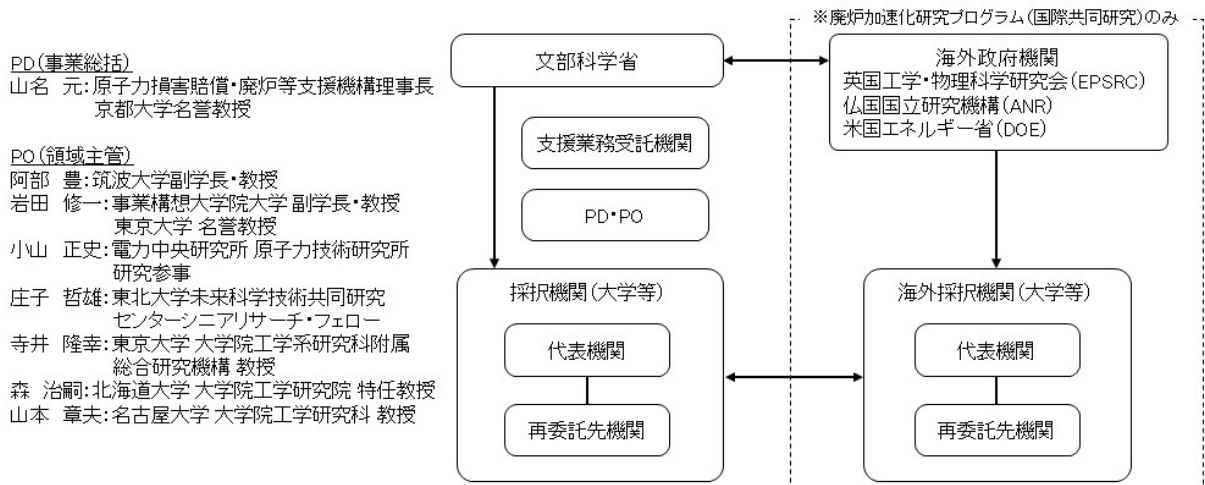 PD(事業総括)
山名 元:原子力損害賠償・廃炉等支援機構理事長
京都大学名誉教授
PO(領域主管)
阿部 豊:筑波大学副学長・教授
岩田 修一:事業構想大学院大学 副学長・教授
東京大学 名誉教授
小山 正史:電力中央研究所 原子力技術研究所
研究参事
庄子 哲雄:東北大学未来科学技術共同研究
センターシニアリサーチ・フェロー
寺井 隆幸:東京大学 大学院工学系研究科附属
総合研究機構 教授
森 治嗣:北海道大学 大学院工学研究院 特任教授
山本 章夫:名古屋大学 大学院工学研究科 教授
文部科学省
支援業務受託機関
PD・PO
採択機関(大学等)
代表機関
再委託先機関
※廃炉加速化研究プログラム(国際共同研究)のみ
海外政府機関
英国工学・物理科学研究会(EPSRC)
仏国国立研究機構(ANR)
米国エネルギー省(DOE)
海外採択機関(大学等)
代表機関
再委託先機関